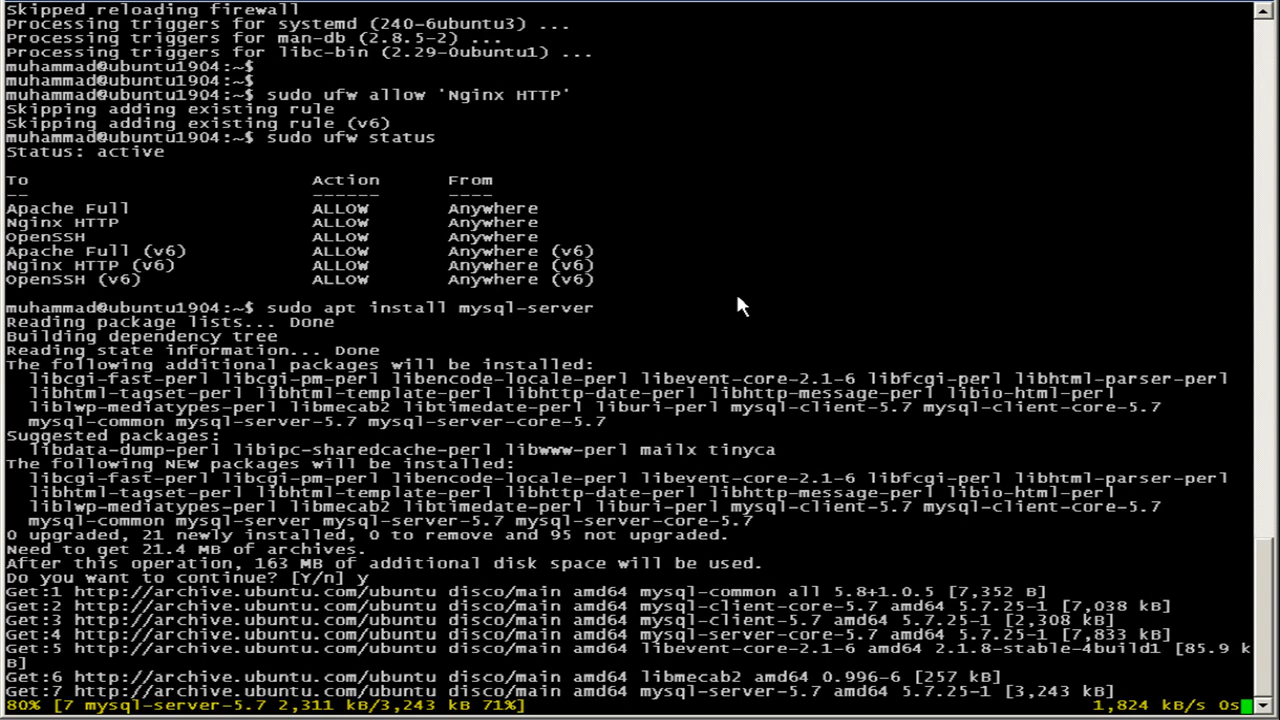 Skipped reloading firewall
Processing triggers for systemd (240-6ubuntu3) ...
Processing triggers for man-db (2.8.5-2) ...
Processing triggers for libc-bin (2.29-0ubuntu1) ...
muhammad@ubuntu1904:~$
muhammad@ubuntu1904:~$
muhammad@ubuntu1904:~$ sudo ufw allow 'Nginx HTTP'
Skipping adding existing rule
Skipping adding existing rule (v6)
muhammad@ubuntu1904:~$ sudo ufw status
Status: active
To Action From
-- ------ ----
Apache Full ALLOW Anywhere
Nginx HTTP ALLOW Anywhere
OpenSSH ALLOW Anywhere
Apache Full (v6) ALLOW Anywhere (v6)
Nginx HTTP (v6) ALLOW Anywhere (v6)
OpenSSH (v6) ALLOW Anywhere (v6)
muhammad@ubuntu1904:~$ sudo apt install mysql-server
Reading package lists... Done
Building dependency tree
Reading state information... Done
The following additional packages will be installed:
libcgi-fast-perl libcgi-pm-perl libencode-locale-perl libevent-core-2.1-6 libfcgi-perl libhtml-parser-perl
libhtml-tagset-perl libhtml-template-perl libhttp-date-perl libhttp-message-perl libio-html-perl
liblwp-mediatypes-perl libmecab2 libtimedate-perl liburi-perl mysql-client-5.7 mysql-client-core-5.7
mysql-common mysql-server-5.7 mysql-server-core-5.7
Suggested packages:
libdata-dump-perl libipc-sharedcache-perl libwww-perl mailx tinyca
The following NEW packages will be installed:
libcgi-fast-perl libcgi-pm-perl libencode-locale-perl libevent-core-2.1-6 libfcgi-perl libhtml-parser-perl
libhtml-tagset-perl libhtml-template-perl libhttp-date-perl libhttp-message-perl libio-html-perl
liblwp-mediatypes-perl libmecab2 libtimedate-perl liburi-perl mysql-client-5.7 mysql-client-core-5.7
mysql-common mysql-server mysql-server-5.7 mysql-server-core-5.7
0 upgraded, 21 newly installed, 0 to remove and 95 not upgraded.
Need to get 21.4 MB of archives.
After this operation, 163 MB of additional disk space will be used.
Do you want to continue? [Y/n] y
Get:1 http://archive.ubuntu.com/ubuntu disco/main amd64 mysql-common all 5.8+1.0.5 [7,352 B]
Get:2 http://archive.ubuntu.com/ubuntu disco/main amd64 mysql-client-core-5.7 amd64 5.7.25-1 [7,038 kB]
Get:3 http://archive.ubuntu.com/ubuntu disco/main amd64 mysql-client-5.7 amd64 5.7.25-1 [2,308 kB]
Get:4 http://archive.ubuntu.com/ubuntu disco/main amd64 mysql-server-core-5.7 amd64 5.7.25-1 [7,833 kB]
Get:5 http://archive.ubuntu.com/ubuntu disco/main amd64 libevent-core-2.1-6 amd64 2.1.8-stable-4build1 [85.9 k
B]
Get:6 http://archive.ubuntu.com/ubuntu disco/main amd64 libmecab2 amd64 0.996-6 [257 kB]
Get:7 http://archive.ubuntu.com/ubuntu disco/main amd64 mysql-server-5.7 amd64 5.7.25-1 [3,243 kB]
80% [7 mysql-server-5.7 2,311 kB/3,243 kB 71%] 1,824 kB/s 0s